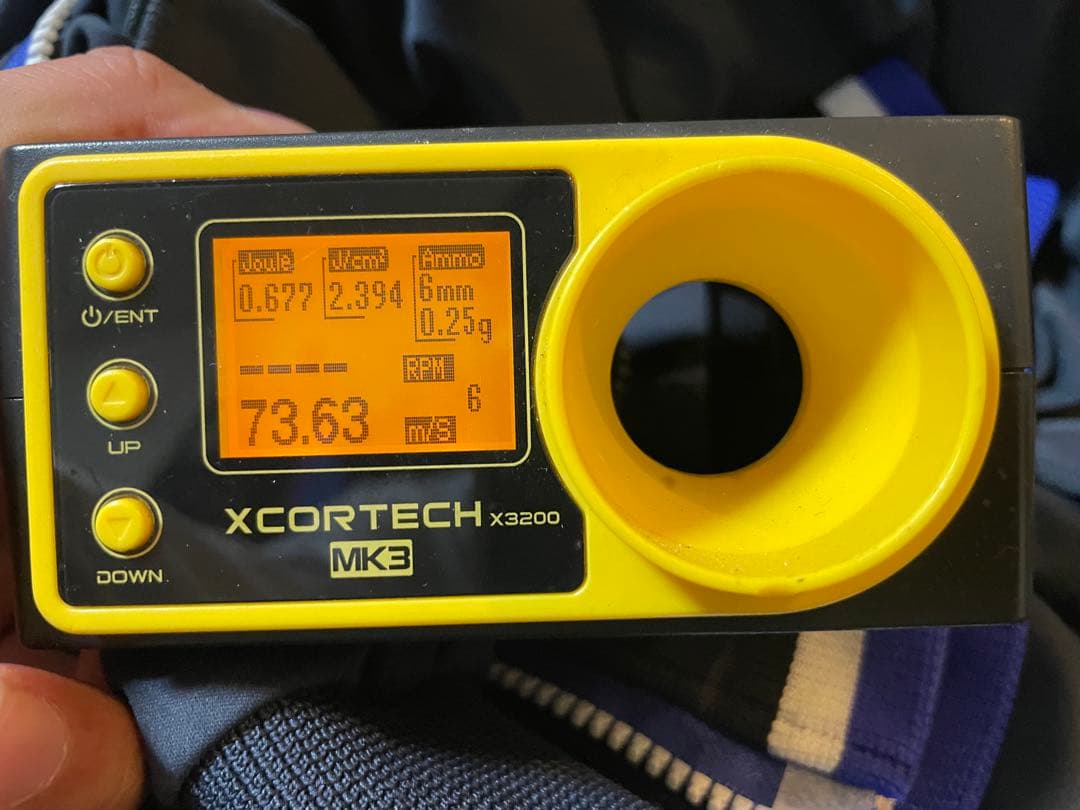 Joule J/cm² Ammo
0.677 2.394 6mm
0.25g
---- RPM
6
73.63 m/S
/ENT
UP
DOWN
XCORTECH X3200
MK3